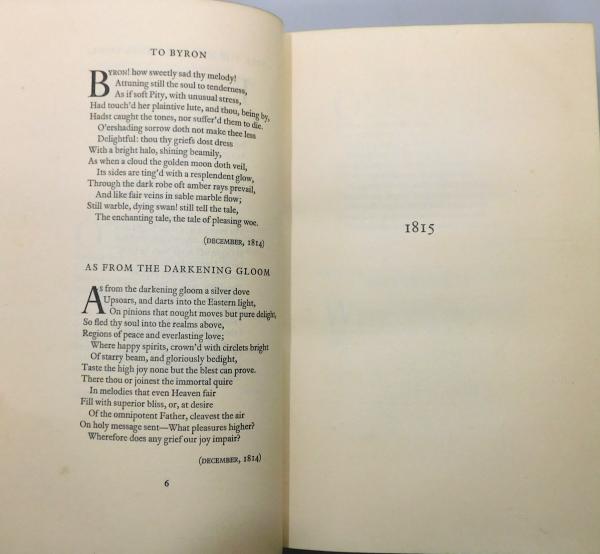 TO BYRON
BYRON! how sweetly sad thy melody!
Attuning still the soul to tenderness,
As if soft Pity, with unusual stress,
Had touch'd her plaintive lute, and thou, being by,
Hadst caught the tones, nor suffer'd them to die.
O'ershading sorrow doth not make thee less
Delightful: thou thy griefs dost dress
With a bright halo, shining beamily,
As when a cloud the golden moon doth veil,
Its sides are ting'd with a resplendent glow,
Through the dark robe oft amber rays prevail,
And like fair veins in sable marble flow;
Still warble, dying swan! still tell the tale,
The enchanting tale, the tale of pleasing woe.
(DECEMBER, 1814)
AS FROM THE DARKENING GLOOM
As from the darkening gloom a silver dove
Upsoars, and darts into the Eastern light,
On pinions that nought moves but pure delight,
So fled thy soul into the realms above,
Regions of peace and everlasting love;
Where happy spirits, crown'd with circlets bright
Of starry beam, and gloriously bedight,
Taste the high joy none but the blest can prove.
There thou or joinest the immortal quire
In melodies that even Heaven fair
Fill with superior bliss, or, at desire
Of the omnipotent Father, cleavest the air
On holy message sent—What pleasures higher?
Wherefore does any grief our joy impair?
(DECEMBER, 1814)
6
1815